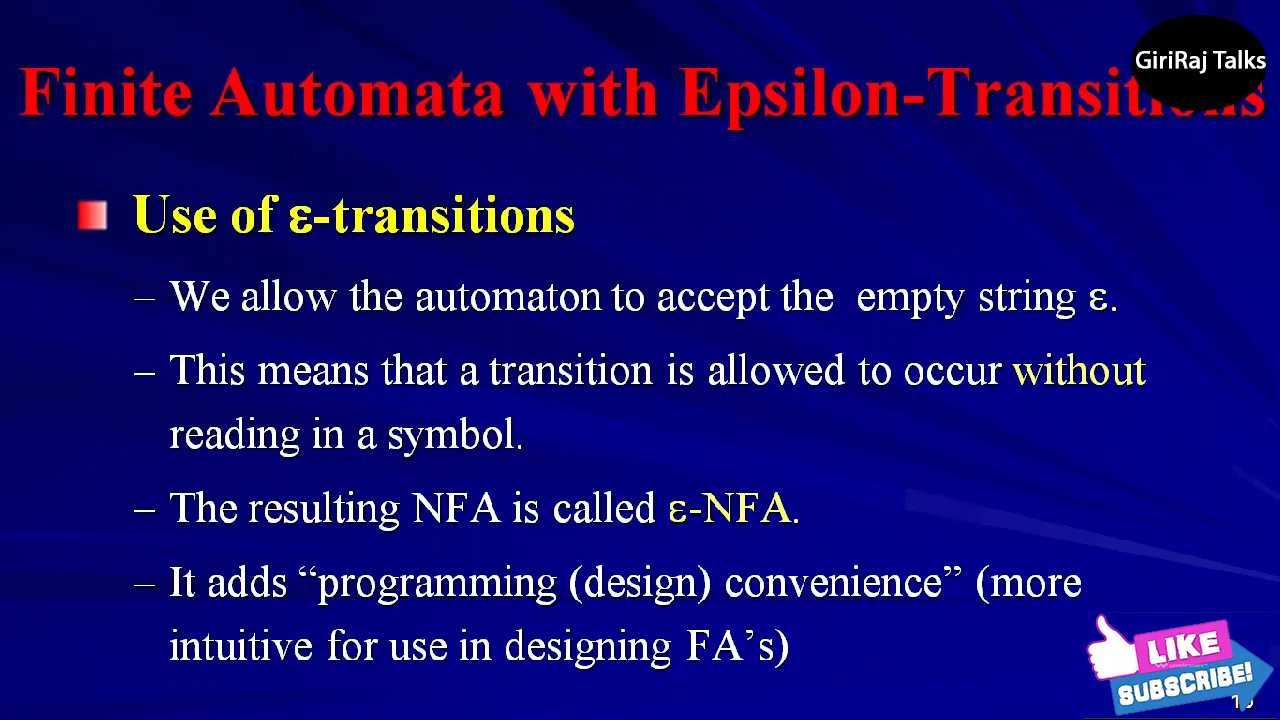 GiriRaj Talks
Finite Automata with Epsilon-Transitions
Use of ε-transitions
– We allow the automaton to accept the empty string ε.
– This means that a transition is allowed to occur without
reading in a symbol.
– The resulting NFA is called ε-NFA.
– It adds “programming (design) convenience” (more
intuitive for use in designing FA’s)
LIKE
SUBSCRIBE!